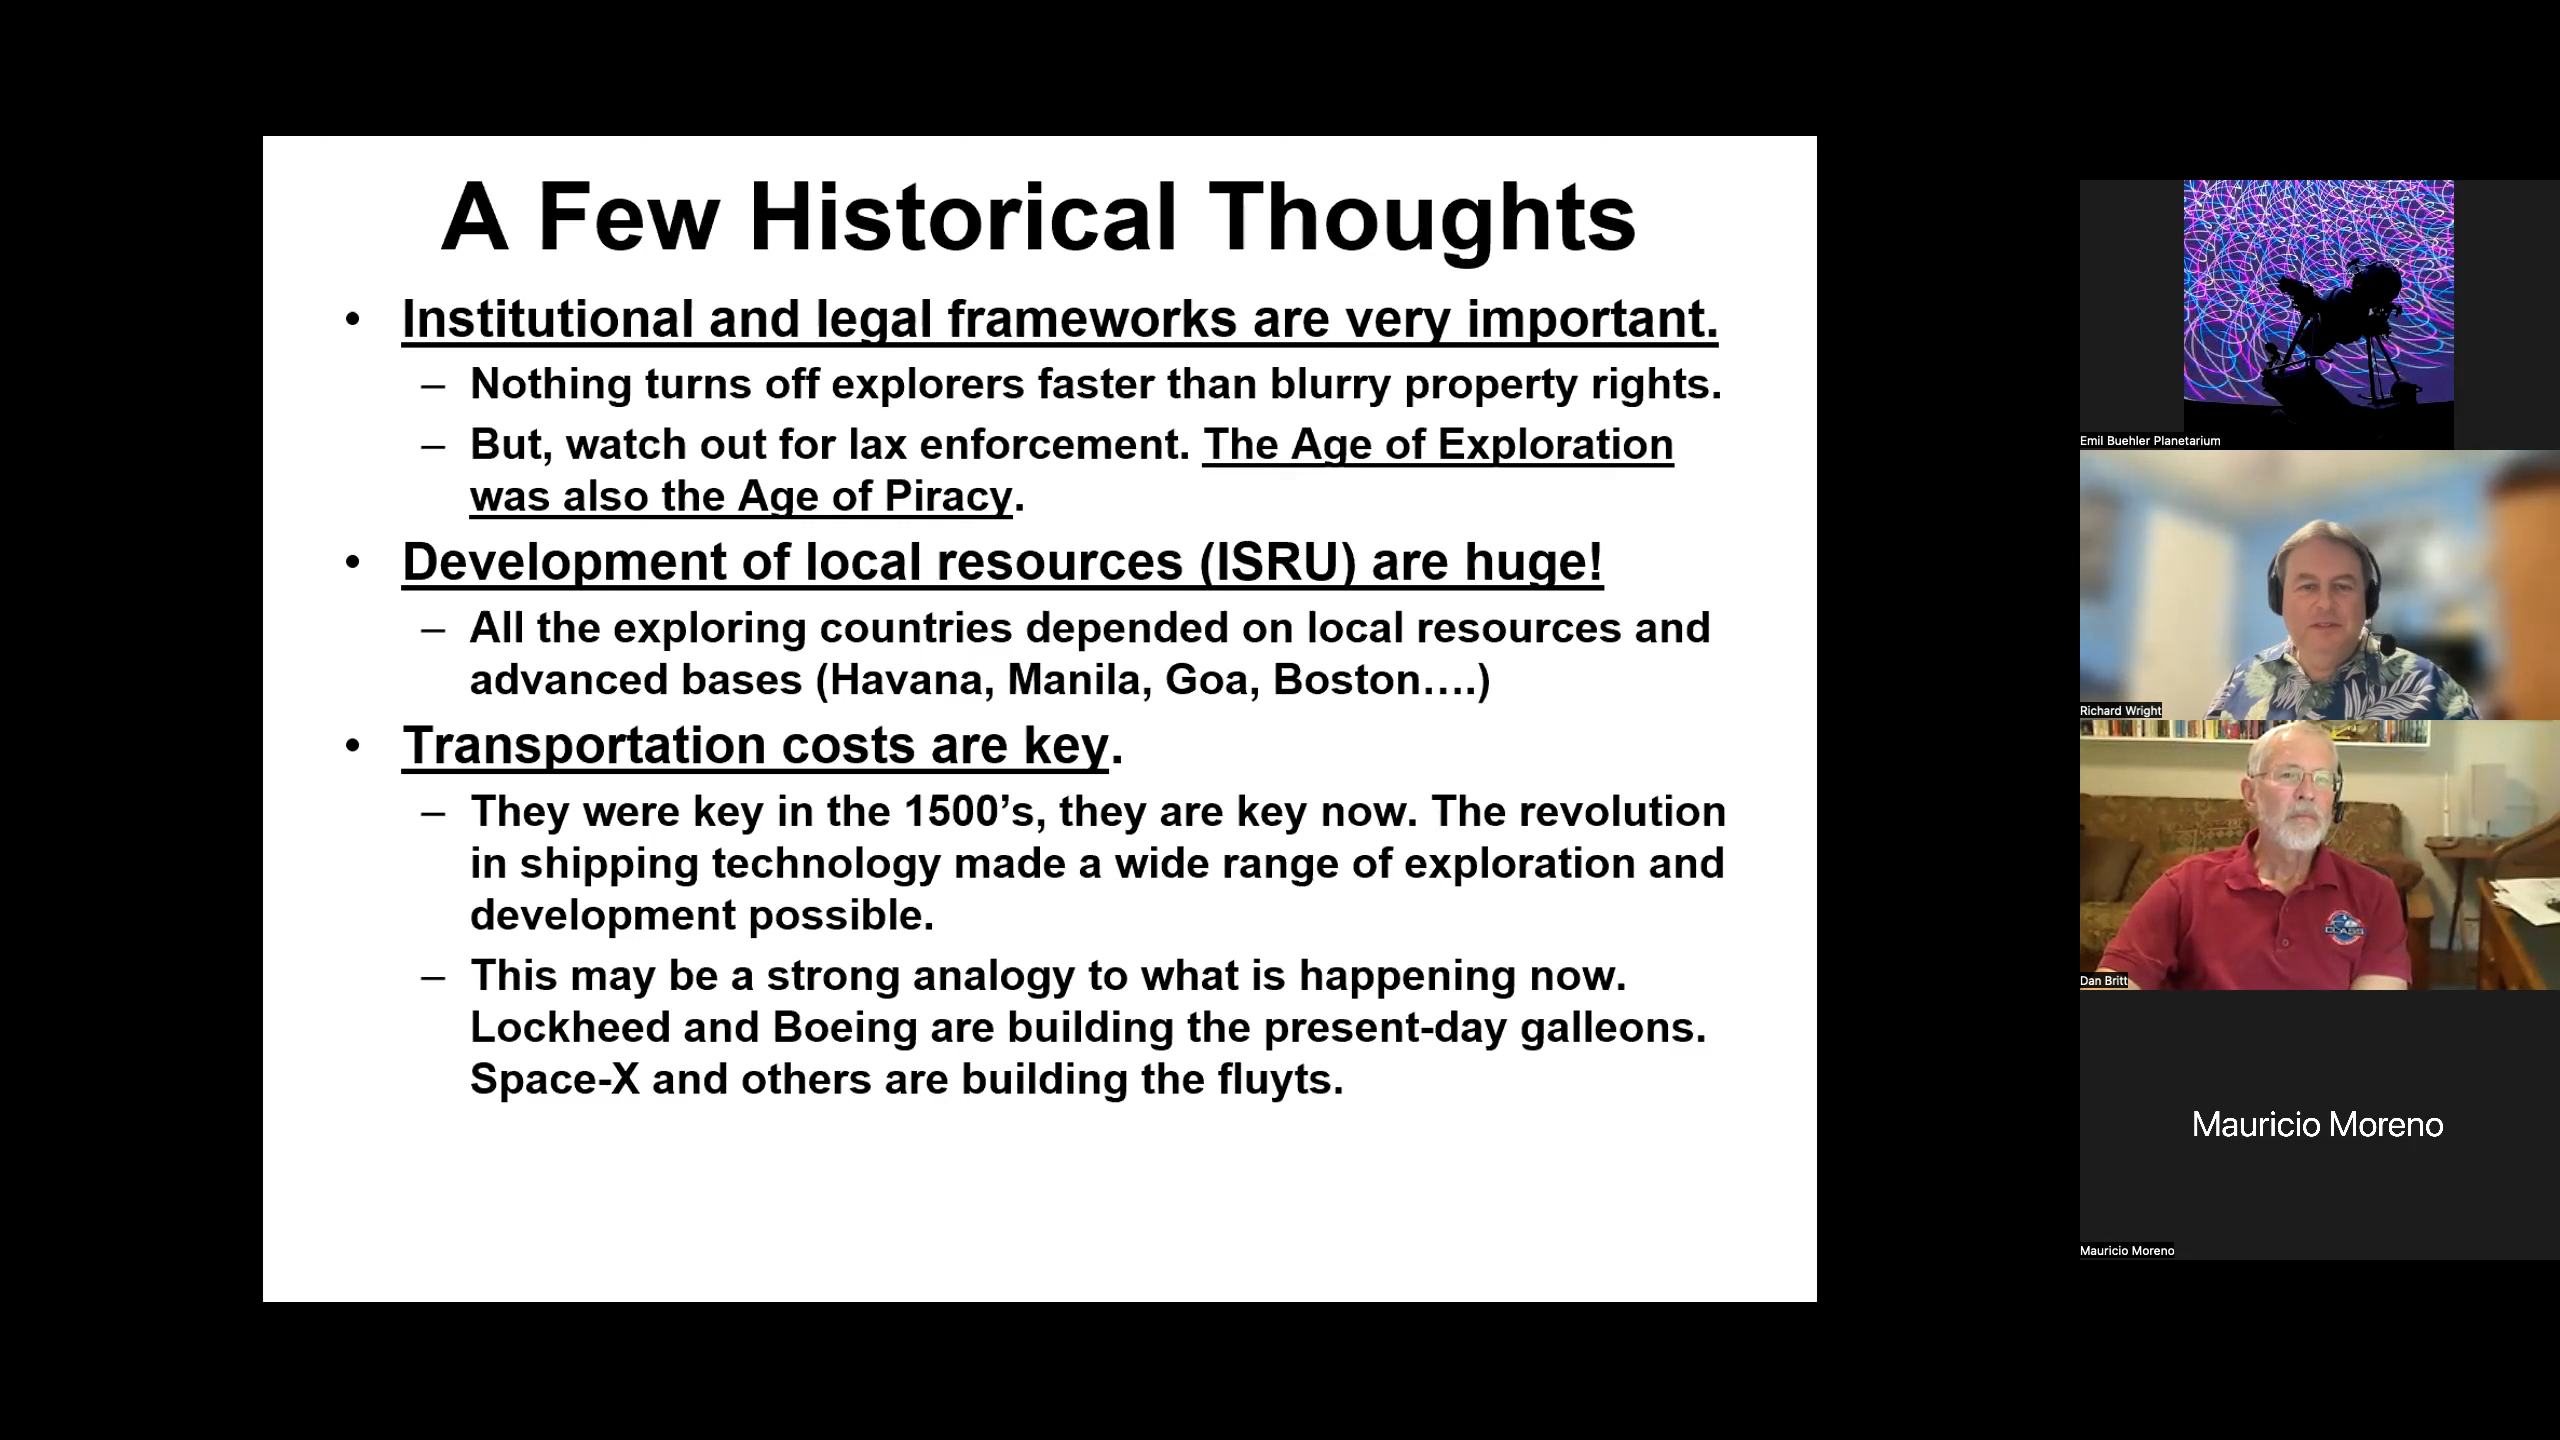 A Few Historical Thoughts
• Institutional and legal frameworks are very important.
– Nothing turns off explorers faster than blurry property rights.
– But, watch out for lax enforcement. The Age of Exploration
was also the Age of Piracy.
• Development of local resources (ISRU) are huge!
– All the exploring countries depended on local resources and
advanced bases (Havana, Manila, Goa, Boston….)
• Transportation costs are key.
– They were key in the 1500’s, they are key now. The revolution
in shipping technology made a wide range of exploration and
development possible.
– This may be a strong analogy to what is happening now.
Lockheed and Boeing are building the present-day galleons.
Space-X and others are building the fluyts.
Emil Buehler Planetarium
Richard Wright
CLASS
Dan Britt
Mauricio Moreno
Mauricio Moreno